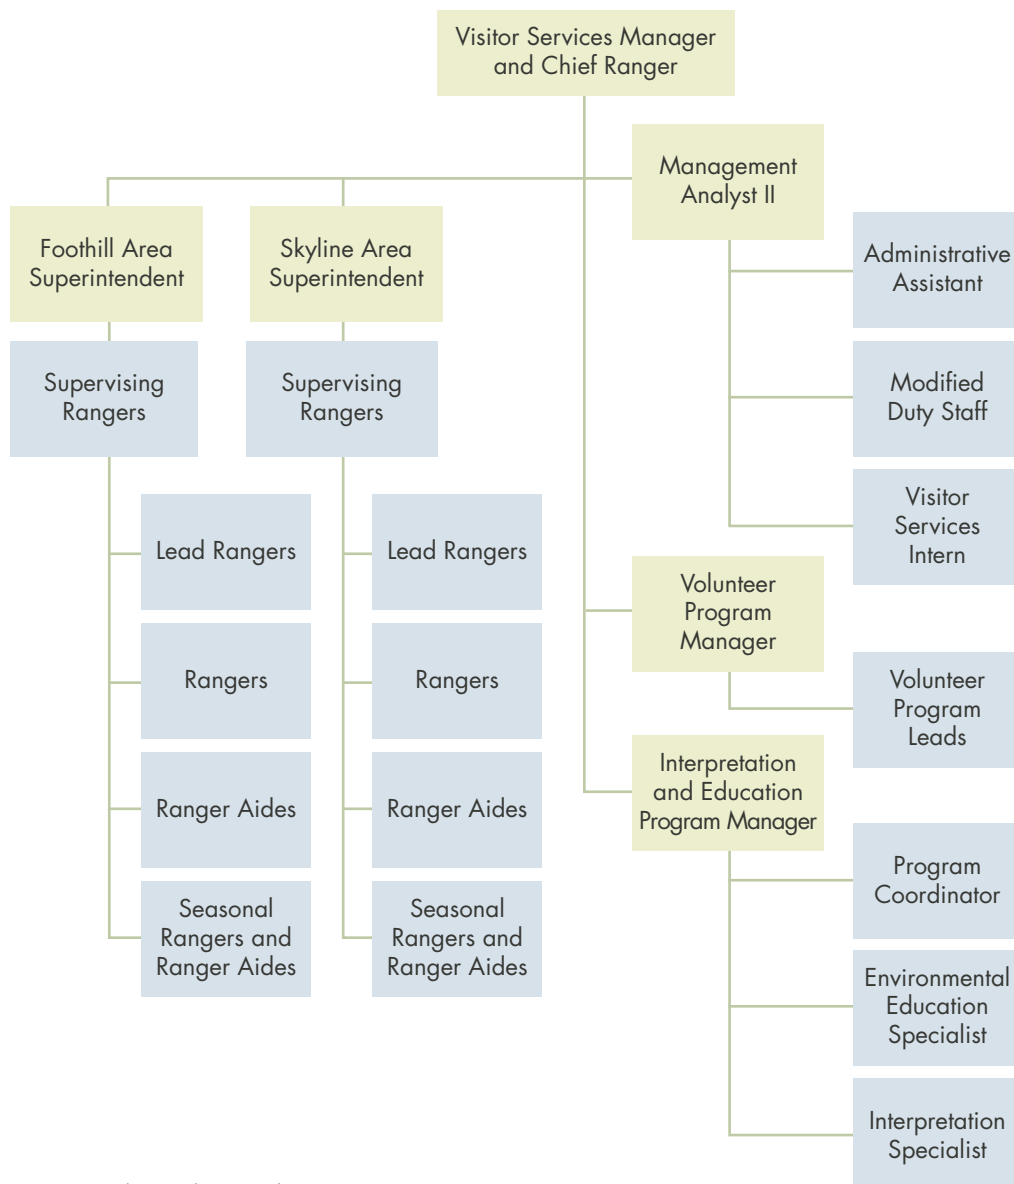 Visitor Services Manager
and Chief Ranger
Management
Analyst II
Foothill Area
Superintendent
Skyline Area
Superintendent
Administrative
Assistant
Supervising
Rangers
Supervising
Rangers
Modified
Duty Staff
Visitor
Services
Intern
Lead Rangers
Lead Rangers
Volunteer
Program
Manager
Rangers
Rangers
Volunteer
Program
Leads
Interpretation
and Education
Program Manager
Ranger Aides
Ranger Aides
Program
Coordinator
Seasonal
Rangers and
Ranger Aides
Seasonal
Rangers and
Ranger Aides
Environmental
Education
Specialist
Interpretation
Specialist